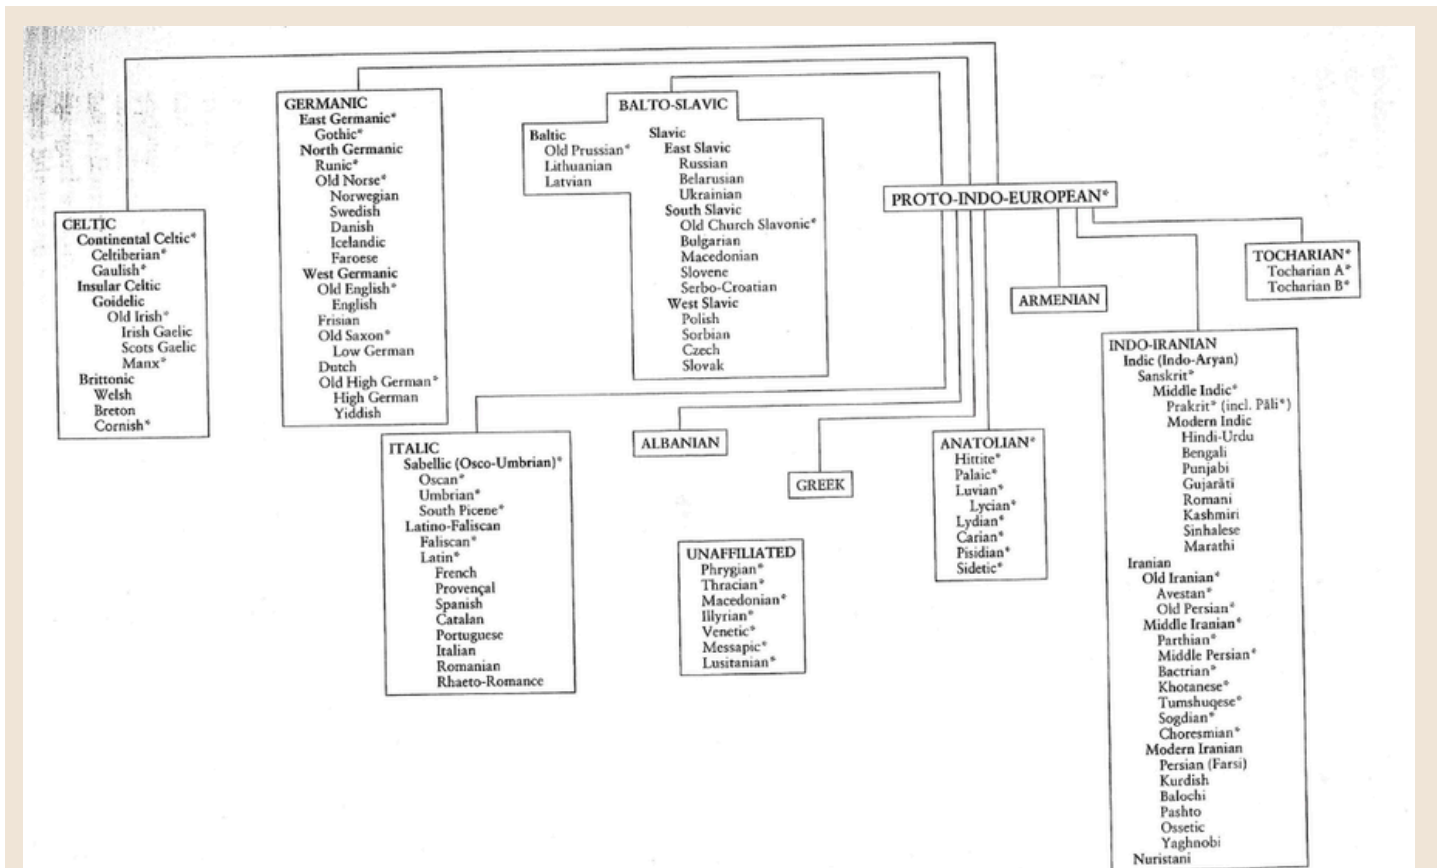 GERMANIC
East Germanic*
Gothic*
North Germanic
Runic*
Old Norse*
Norwegian
Swedish
Danish
Icelandic
Faroese
West Germanic
Old English*
English
Frisian
Old Saxon*
Low German
Dutch
Old High German*
High German
Yiddish
BALTO-SLAVIC
Baltic
Old Prussian*
Lithuanian
Latvian
Slavic
East Slavic
Russian
Belarusian
Ukrainian
South Slavic
Old Church Slavonic*
Bulgarian
Macedonian
Slovene
Serbo-Croatian
West Slavic
Polish
Sorbian
Czech
Slovak
PROTO-INDO-EUROPEAN*
CELTIC
Continental Celtic*
Celtiberian*
Gaulish*
Insular Celtic
Goidelic
Old Irish*
Irish Gaelic
Scots Gaelic
Manx*
Brittonic
Welsh
Breton
Cornish*
TOCHARIAN*
Tocharian A*
Tocharian B*
ARMENIAN
INDO-IRANIAN
Indic (Indo-Aryan)
Sanskrit*
Middle Indic*
Prakrit* (incl. Pāli*)
Modern Indic
Hindi-Urdu
Bengali
Punjabi
Gujarāti
Romani
Kashmiri
Sinhalese
Marathi
Iranian
Old Iranian*
Avestan*
Old Persian*
Middle Iranian*
Parthian*
Middle Persian*
Bactrian*
Khotanese*
Tumshuqese*
Sogdian*
Choresmian*
Modern Iranian
Persian (Farsi)
Kurdish
Balochi
Pashto
Ossetic
Yaghnobi
Nuristani
ITALIC
Sabellic (Osco-Umbrian)*
Oscan*
Umbrian*
South Picene*
Latino-Faliscan
Faliscan*
Latin*
French
Provençal
Spanish
Catalan
Portuguese
Italian
Romanian
Rhaeto-Romance
ALBANIAN
GREEK
ANATOLIAN*
Hittite*
Palaic*
Luvian*
Lycian*
Lydian*
Carian*
Pisidian*
Sidetic*
UNAFFILIATED
Phrygian*
Thracian*
Macedonian*
Illyrian*
Venetic*
Messapic*
Lusitanian*